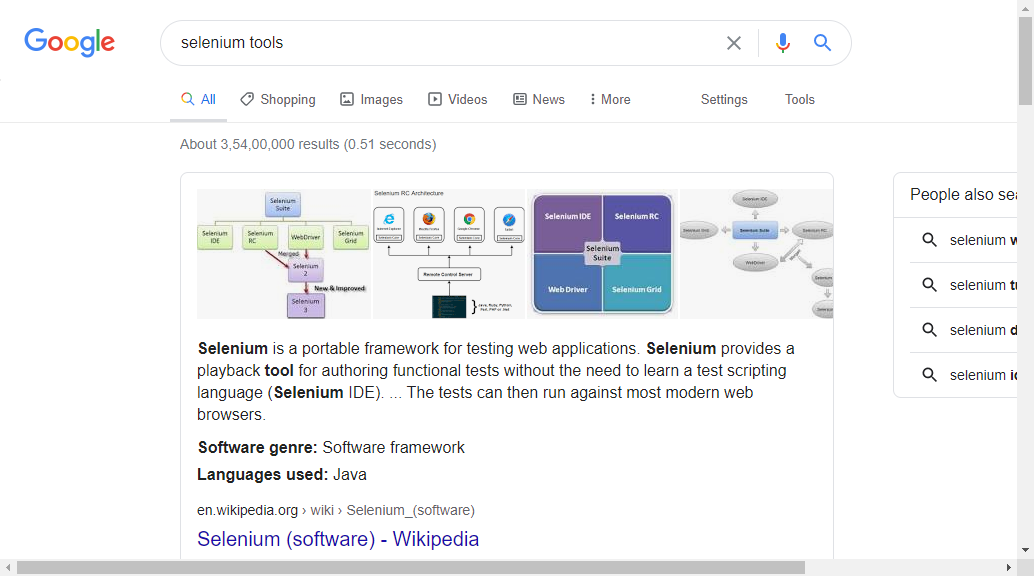 Google
selenium tools
All
Shopping
Images
Videos
News
More
Settings
Tools
About 3,54,00,000 results (0.51 seconds)
Selenium
Suite
Selenium
IDE
Selenium
RC
WebDriver
Selenium
Grid
Merged
Selenium
2
New & Improved
Selenium
3
Selenium RC Architecture
Remote Control Server
Java, Ruby, Python,
Selenium IDE
Selenium RC
Selenium
Suite
Web Driver
Selenium Grid
Selenium IDE
Selenium Grid
Selenium Suite
Selenium RC
WebDriver
People also sea
selenium w
selenium tu
selenium d
selenium id
Selenium is a portable framework for testing web applications. Selenium provides a
playback tool for authoring functional tests without the need to learn a test scripting
language (Selenium IDE). ... The tests can then run against most modern web
browsers.
Software genre: Software framework
Languages used: Java
en.wikipedia.org › wiki › Selenium_(software)
Selenium (software) - Wikipedia